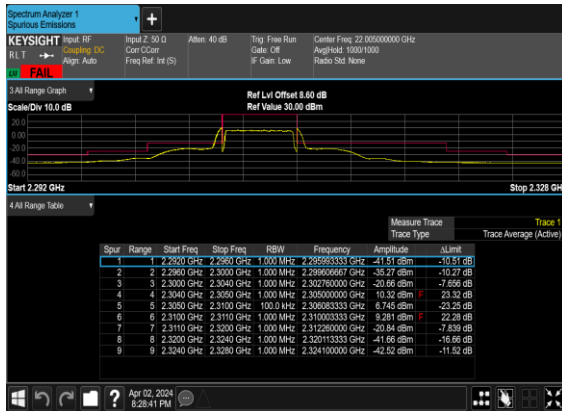 Spectrum Analyzer 1
Spurious Emissions
+
KEYSIGHT Input: RF Input Z: 50 Ω Atten: 40 dB Trig: Free Run Center Freq: 22.005000000 GHz
RLT Coupling: DC Corr CCorr Gate: Off Avg|Hold: 1000/1000
Align: Auto Freq Ref: Int (S) IF Gain: Low Radio Std: None
FAIL
3 All Range Graph
Ref Lvl Offset 8.60 dB
Scale/Div 10.0 dB Ref Value 30.00 dBm
20.0
0.00
-20.0
-40.0
-60.0
Start 2.292 GHz Stop 2.328 GH
4 All Range Table
Measure Trace Trace 1
Trace Type Trace Average (Active)
Spur Range Start Freq Stop Freq RBW Frequency Amplitude ΔLimit
1 1 2.2920 GHz 2.2960 GHz 1.000 MHz 2.295993333 GHz -41.51 dBm -10.51 dB
2 2 2.2960 GHz 2.3000 GHz 1.000 MHz 2.299606667 GHz -35.27 dBm -10.27 dB
3 3 2.3000 GHz 2.3040 GHz 1.000 MHz 2.302760000 GHz -20.66 dBm -7.656 dB
4 4 2.3040 GHz 2.3050 GHz 1.000 MHz 2.305000000 GHz 10.32 dBm F 23.32 dB
5 5 2.3050 GHz 2.3100 GHz 100.0 kHz 2.306083333 GHz 6.745 dBm -23.25 dB
6 6 2.3100 GHz 2.3110 GHz 1.000 MHz 2.310003333 GHz 9.281 dBm F 22.28 dB
7 7 2.3110 GHz 2.3200 GHz 1.000 MHz 2.312260000 GHz -20.84 dBm -7.839 dB
8 8 2.3200 GHz 2.3240 GHz 1.000 MHz 2.320113333 GHz -41.66 dBm -16.66 dB
9 9 2.3240 GHz 2.3280 GHz 1.000 MHz 2.324100000 GHz -42.52 dBm -11.52 dB
? Apr 02, 2024
8:28:41 PM